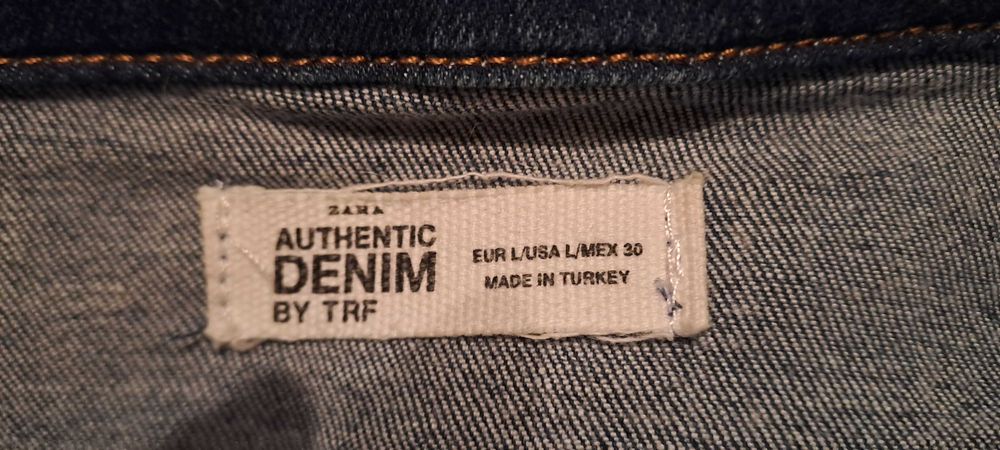 ZARA
AUTHENTIC
DENIM
BY TRF
EUR L/USA L/MEX 30
MADE IN TURKEY